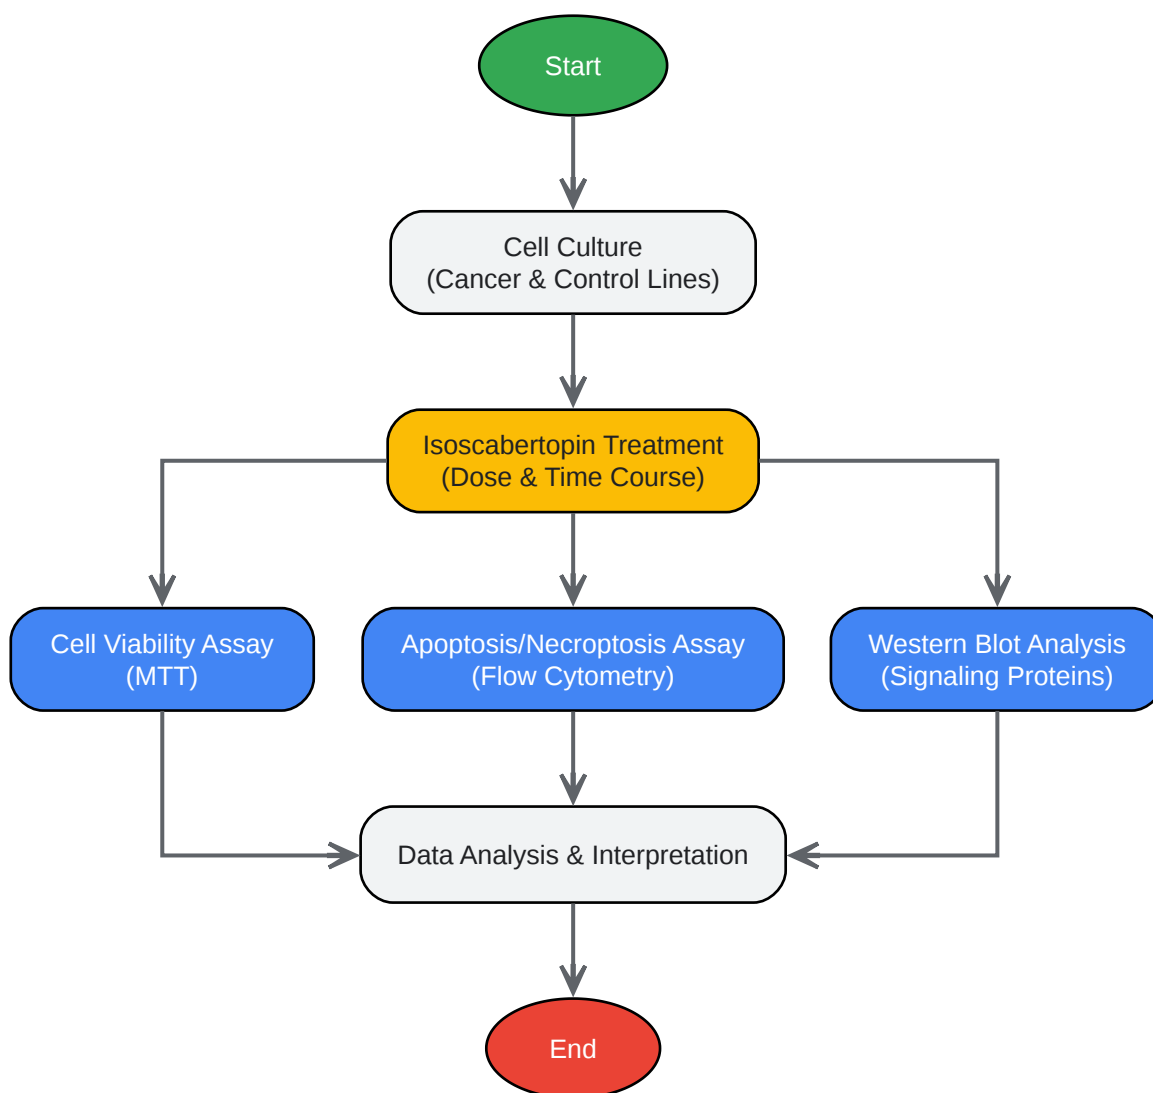 Start
Cell Culture
(Cancer & Control Lines)
Isoscabertopin Treatment
(Dose & Time Course)
Cell Viability Assay
(MTT)
Apoptosis/Necroptosis Assay
(Flow Cytometry)
Western Blot Analysis
(Signaling Proteins)
Data Analysis & Interpretation
End